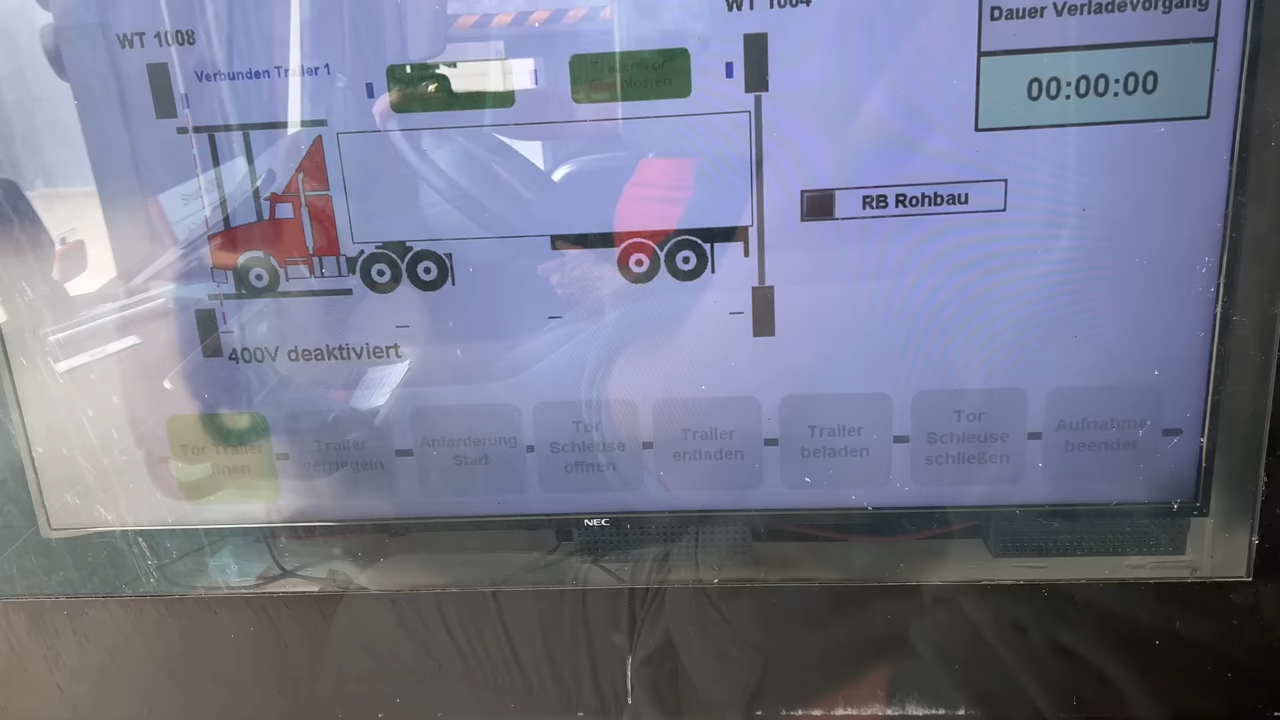 WT 1008
WT 1004
Dauer Verladevorgang
Verbunden Trailer 1
00:00:00
RB Rohbau
400V deaktiviert
Tor Trailer
Trailer
verriegeln
Anforderung
Start
Tor
Schleuse
öffnen
Trailer
entladen
Trailer
beladen
Tor
Schleuse
schließen
Aufnahme
beendet
NEC